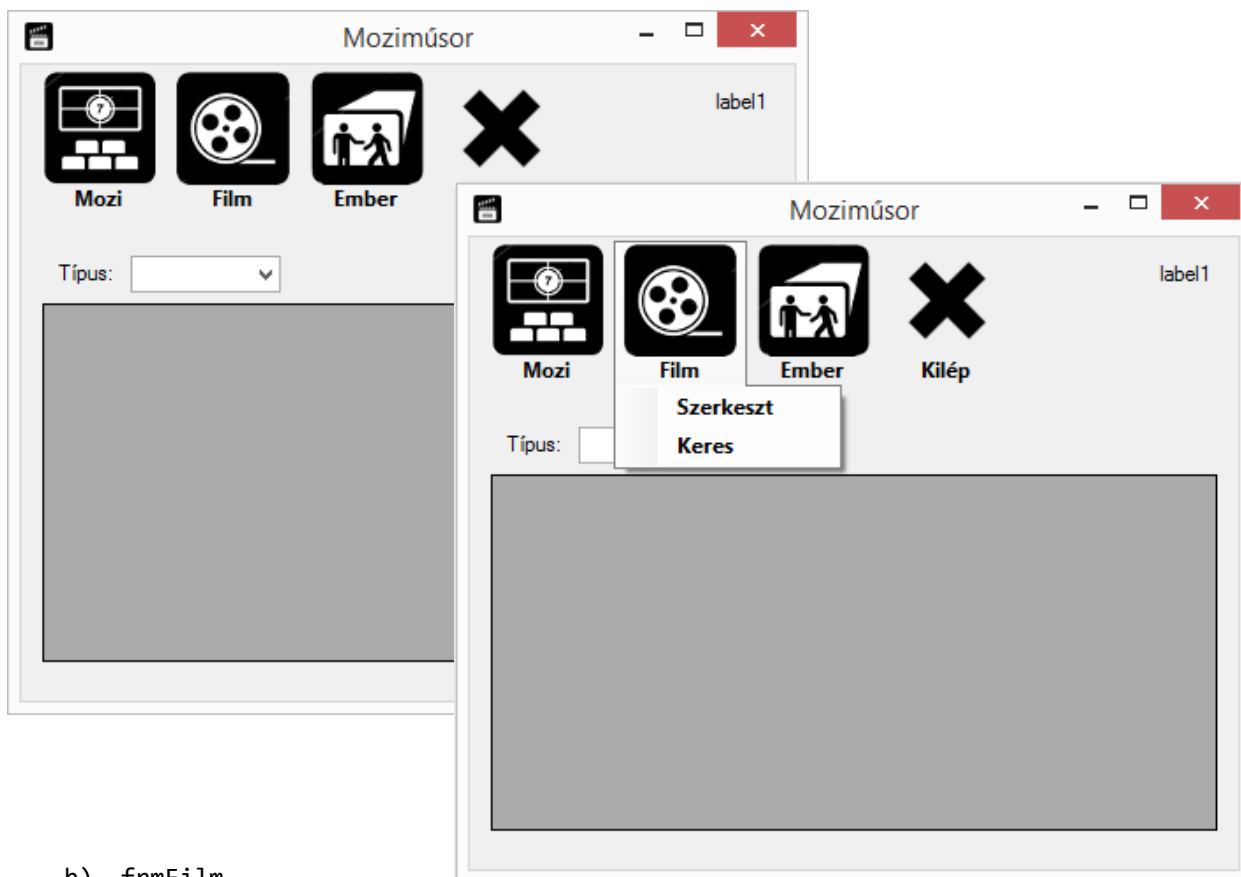 Moziműsor
label1
Mozi Film Ember
Típus:
Moziműsor
label1
Mozi Film Ember Kilép
Szerkeszt
Típus:
Keres